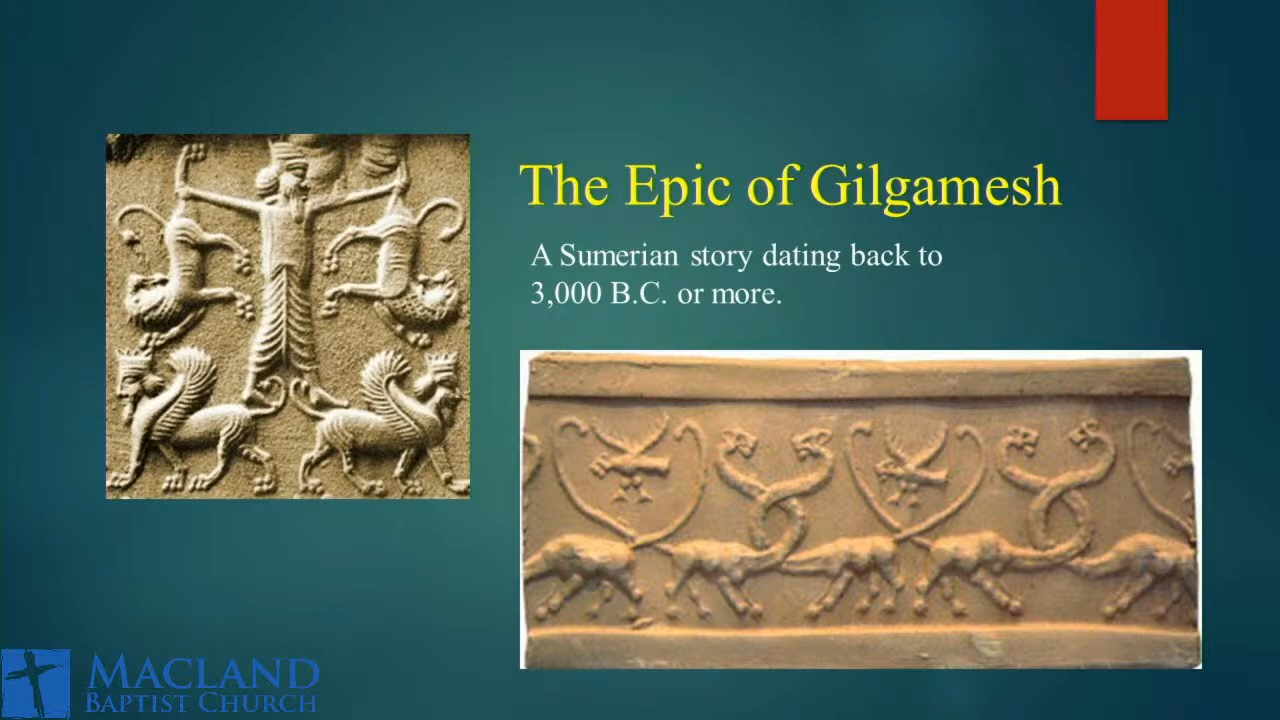 The Epic of Gilgamesh
A Sumerian story dating back to
3,000 B.C. or more.
MACLAND
BAPTIST CHURCH